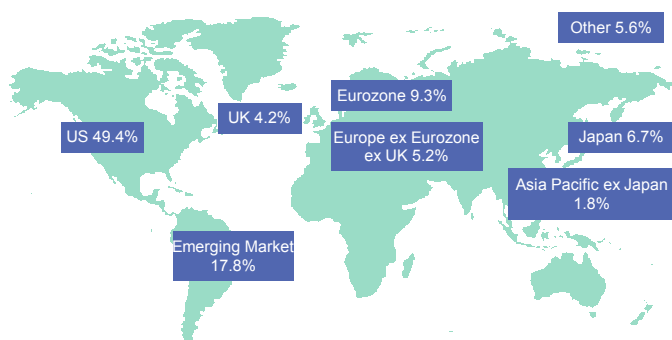 Other 5.6%
Eurozone 9.3%
UK 4.2%
US 49.4%
Europe ex Eurozone
ex UK 5.2%
Japan 6.7%
Asia Pacific ex Japan
1.8%
Emerging Market
17.8%